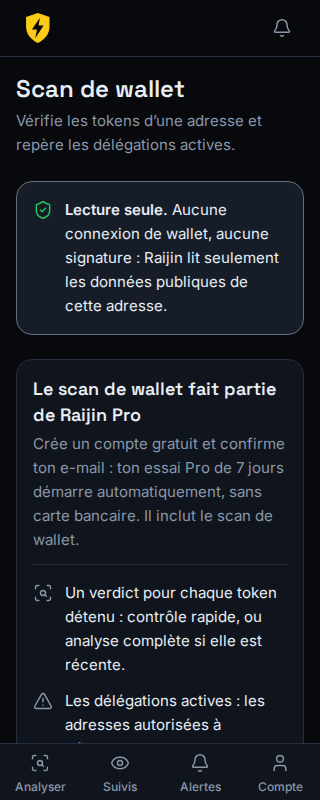 Scan de wallet
Vérifie les tokens d’une adresse et
repère les délégations actives.
Lecture seule. Aucune
connexion de wallet, aucune
signature : Raijin lit seulement
les données publiques de
cette adresse.
Le scan de wallet fait partie
de Raijin Pro
Crée un compte gratuit et confirme
ton e-mail : ton essai Pro de 7 jours
démarre automatiquement, sans
carte bancaire. Il inclut le scan de
wallet.
Un verdict pour chaque token
détenu : contrôle rapide, ou
analyse complète si elle est
récente.
Les délégations actives : les
adresses autorisées à
Analyser
Suivis
Alertes
Compte